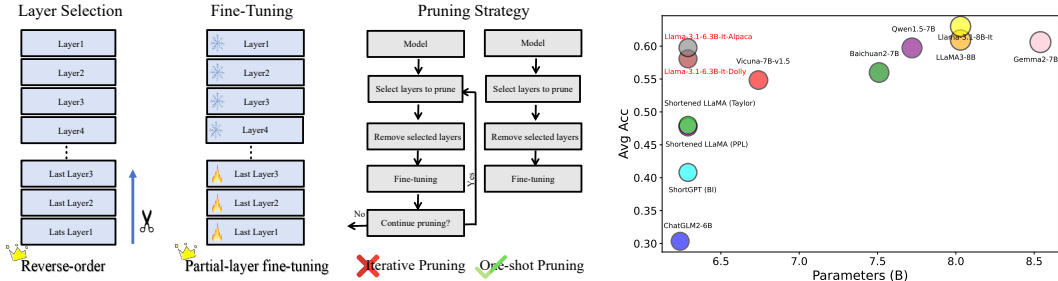 Layer Selection
Layer1
Layer2
Layer3
Layer4
Last Layer3
Last Layer2
Lats Layer1
Reverse-order
Fine-Tuning
Layer1
Layer2
Layer3
Layer4
Last Layer3
Last Layer2
Last Layer1
Partial-layer fine-tuning
Pruning Strategy
Model
Select layers to prune
Remove selected layers
Fine-tuning
Continue pruning?
No
Yes
Iterative Pruning
Model
Select layers to prune
Remove selected layers
Fine-tuning
One-shot Pruning
Avg Acc
0.60
0.55
0.50
0.45
0.40
0.35
0.30
Llama-3.1-6.3B-It-Alpaca
Llama-3.1-6.3B-It-Dolly
Vicuna-7B-v1.5
Baichuan2-7B
Qwen1.5-7B
Llama-3.1-8B-It
LLaMA3-8B
Gemma2-7B
Shortened LLaMA (Taylor)
Shortened LLaMA (PPL)
ShortGPT (BI)
ChatGLM2-6B
6.5
7.0
7.5
8.0
8.5
Parameters (B)